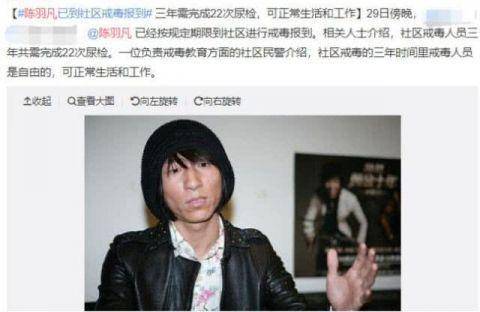 #陈羽凡已到社区戒毒报到# 三年需完成22次尿检，可正常生活和工作】29日傍晚，
@陈羽凡 已经按规定期限到社区进行戒毒报到。相关人士介绍，社区戒毒人员三
年共需完成22次尿检。一位负责戒毒教育方面的社区民警介绍，社区戒毒的三年时间里戒毒人员
是自由的，可正常生活和工作。
收起 查看大图 向左旋转 向右旋转